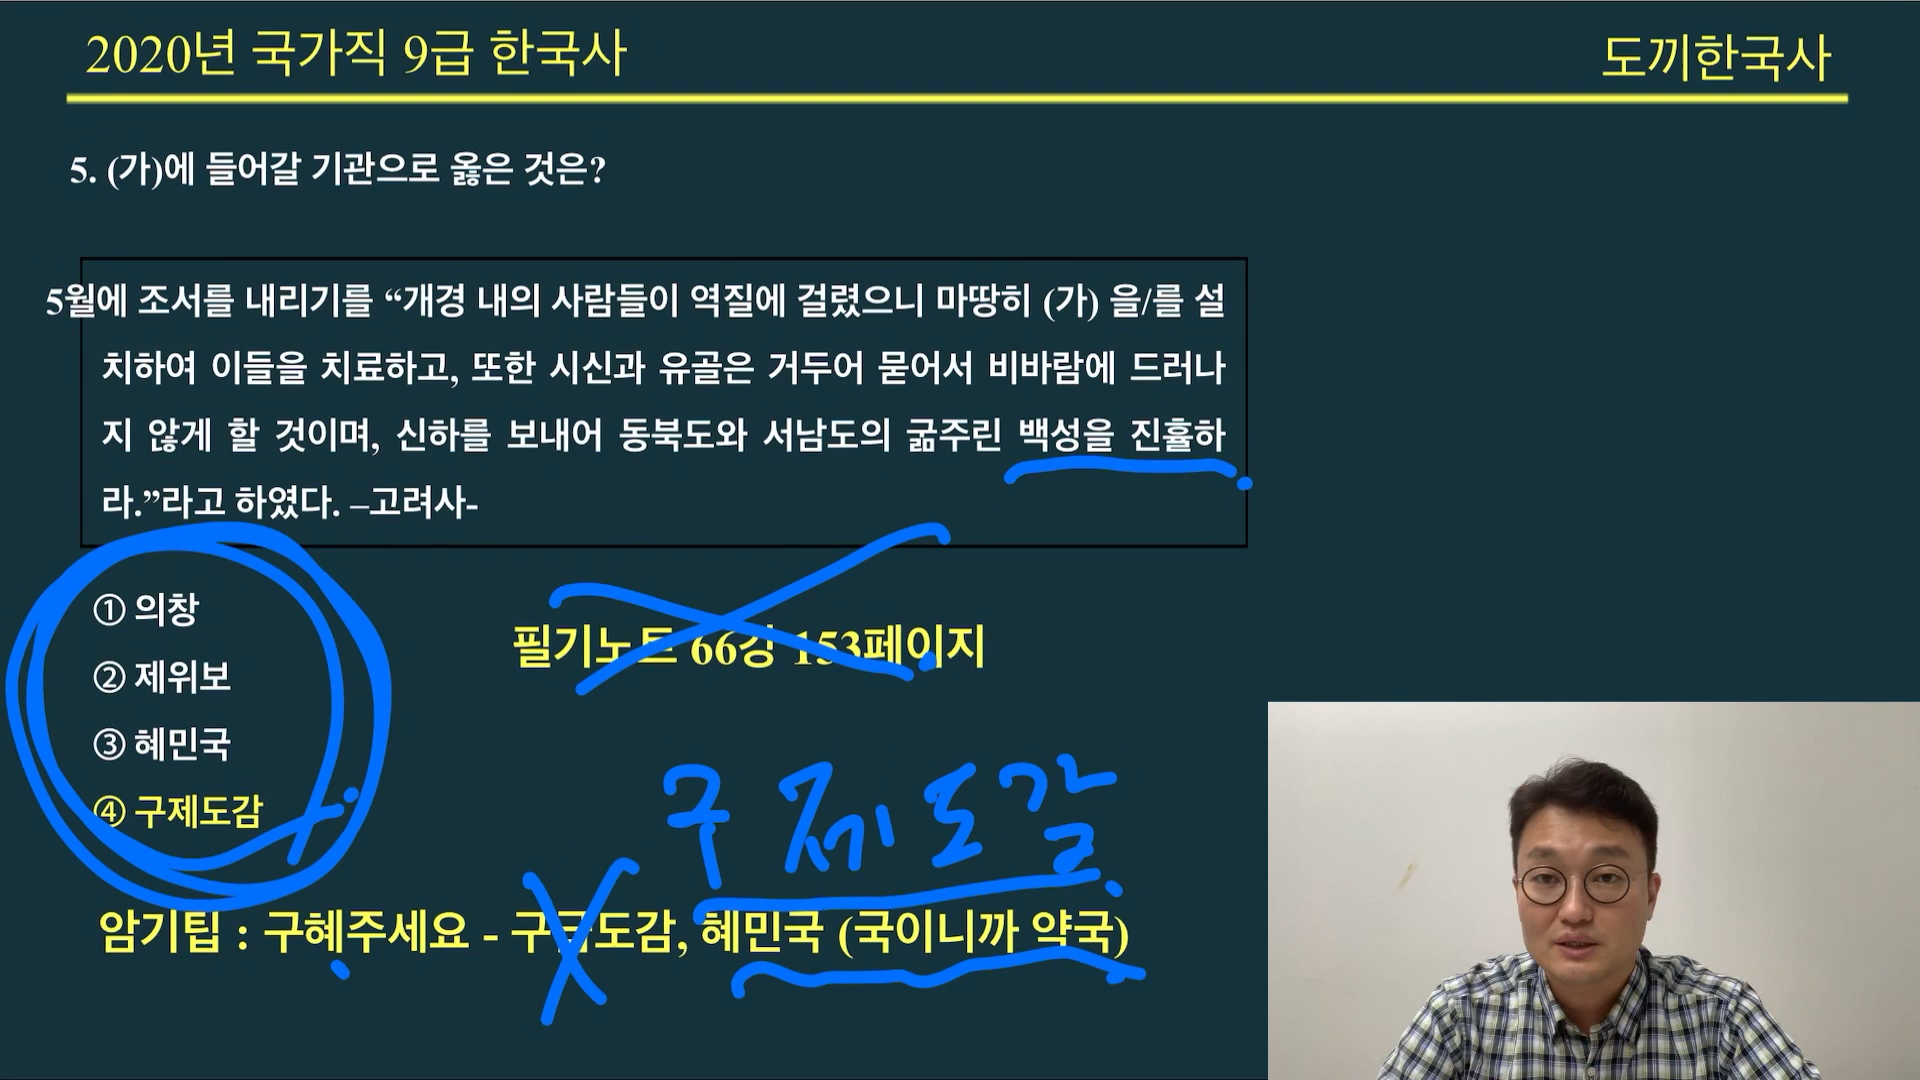 2020년 국가직 9급 한국사
도끼한국사
5. (가)에 들어갈 기관으로 옳은 것은?
5월에 조서를 내리기를 “개경 내의 사람들이 역질에 걸렸으니 마땅히 (가) 을/를 설
치하여 이들을 치료하고, 또한 시신과 유골은 거두어 묻어서 비바람에 드러나
지 않게 할 것이며, 신하를 보내어 동북도와 서남도의 굶주린 백성을 진휼하
라.”라고 하였다. –고려사-
① 의창
② 제위보
③ 혜민국
④ 구제도감
필기노트 66강 153페이지
구제도감
암기팁 : 구혜주세요 - 구급도감, 혜민국 (국이니까 약국)